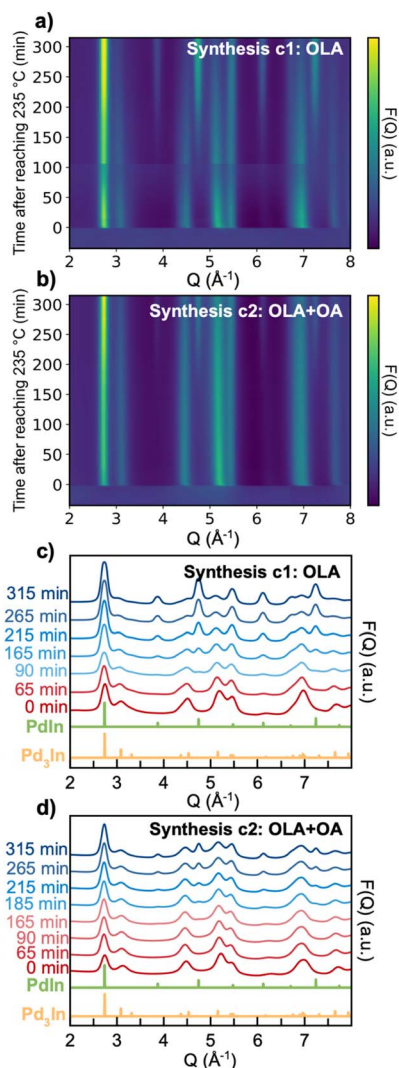 a)
Synthesis c1: OLA
Time after reaching 235 °C (min)
300
250
200
150
100
50
0
2 3 4 5 6 7 8
Q (Å-1)
F(Q) (a.u.)
b)
Synthesis c2: OLA+OA
Time after reaching 235 °C (min)
300
250
200
150
100
50
0
2 3 4 5 6 7 8
Q (Å-1)
F(Q) (a.u.)
c)
Synthesis c1: OLA
315 min
265 min
215 min
165 min
90 min
65 min
0 min
PdIn
Pd3In
F(Q) (a.u.)
2 3 4 5 6 7
Q (Å-1)
d)
Synthesis c2: OLA+OA
315 min
265 min
215 min
185 min
165 min
90 min
65 min
0 min
PdIn
Pd3In
F(Q) (a.u.)
2 3 4 5 6 7
Q (Å-1)